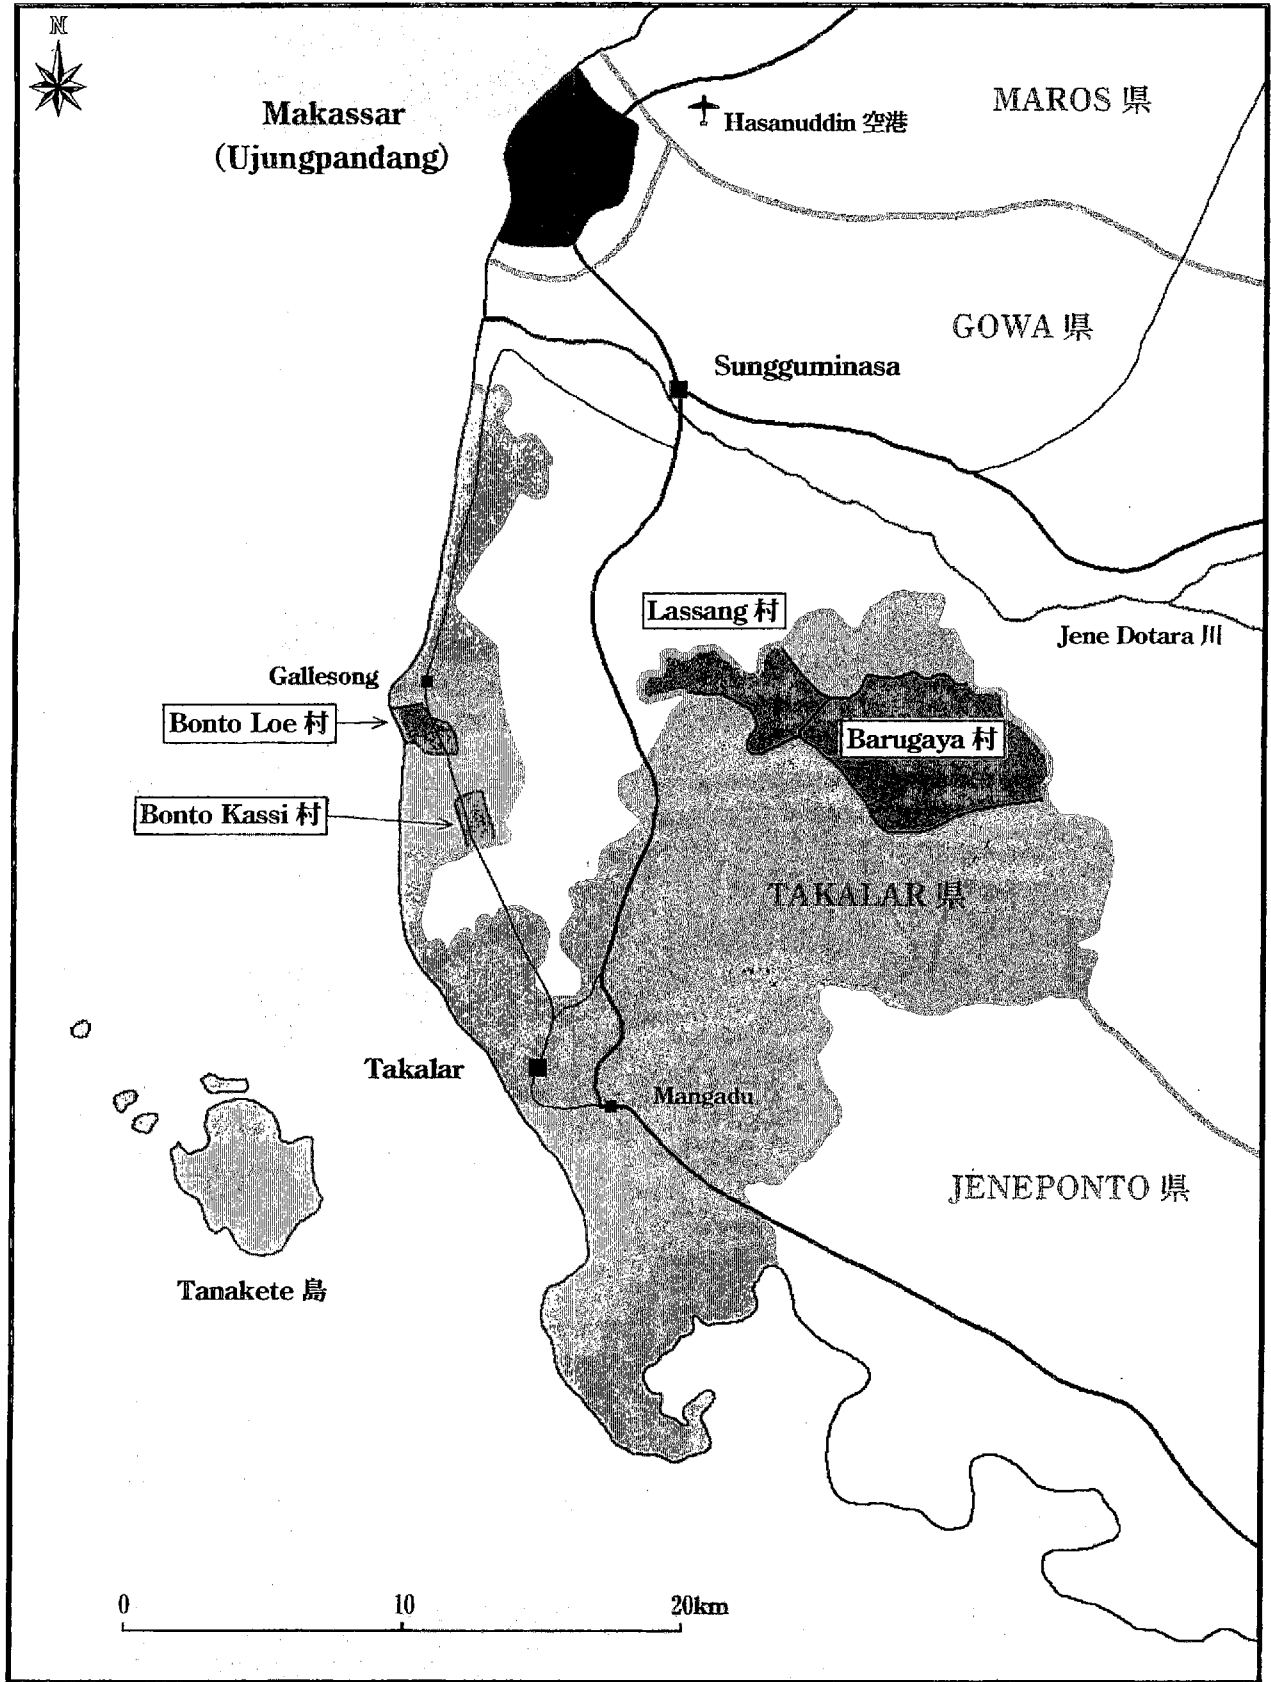 N
Makassar
(Ujungpandang)
Hasanuddin 空港
MAROS 県
GOWA 県
Sungguminasa
Lassang 村
Jene Dotara 川
Gallesong
Bonto Loe 村
Barugaya 村
Bonto Kassi 村
TAKALAR 県
Takalar
Mangadu
JENEPONTO 県
Tanakete 島
0 10 20km